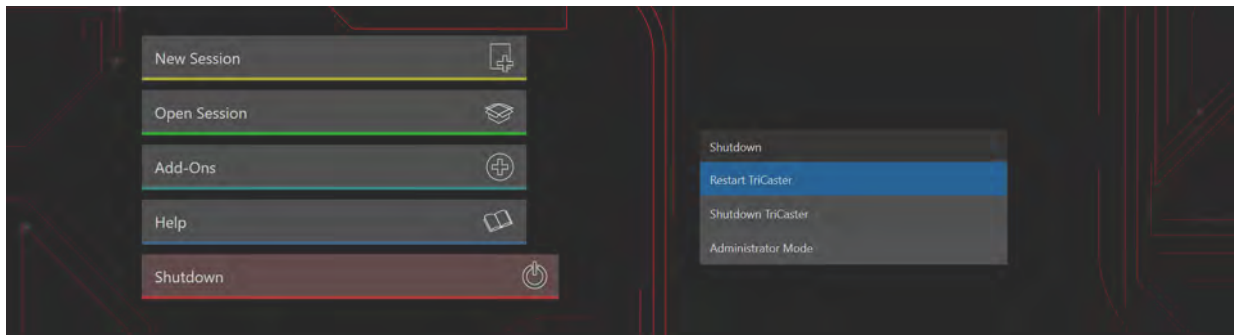 New Session
Open Session
Add-Ons
Help
Shutdown
Shutdown
Restart TriCaster
Shutdown TriCaster
Administrator Mode